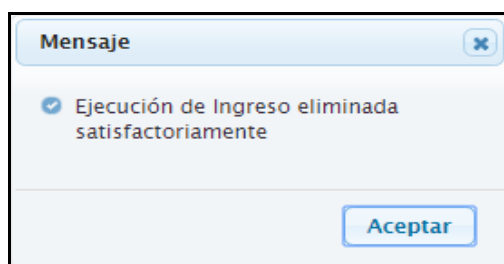 Mensaje
Ejecución de Ingreso eliminada
satisfactoriamente
Aceptar